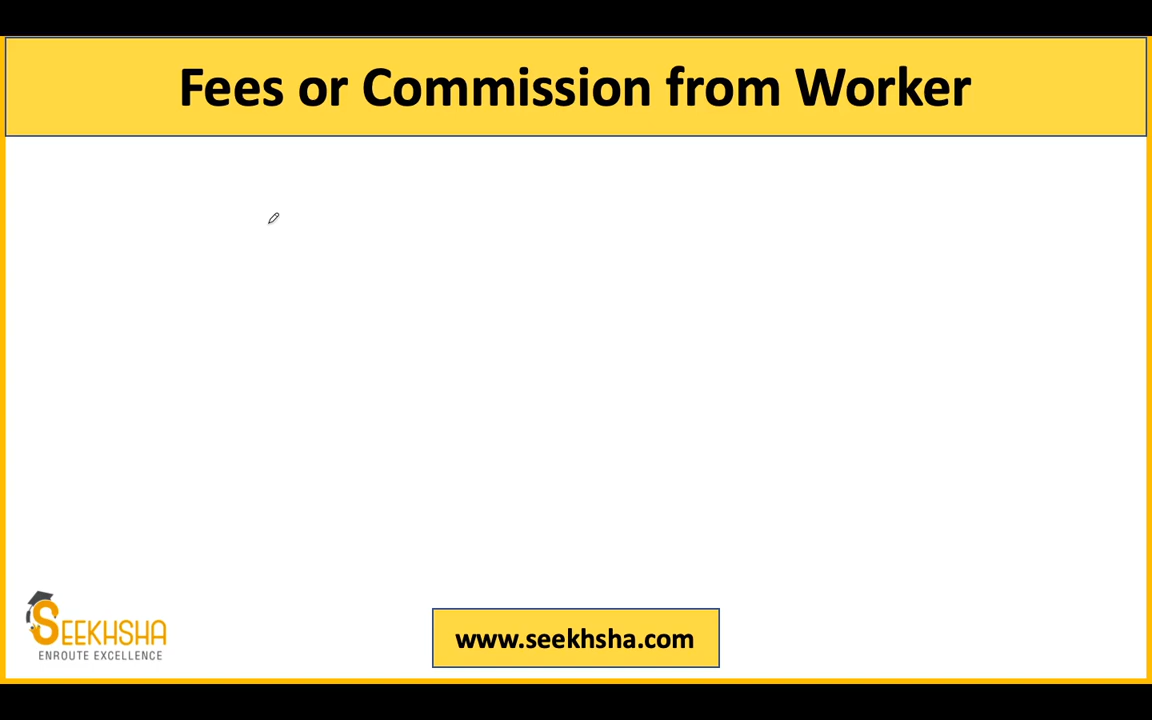 Fees or Commission from Worker
SEEKHSHA
ENROUTE EXCELLENCE
www.seekhsha.com